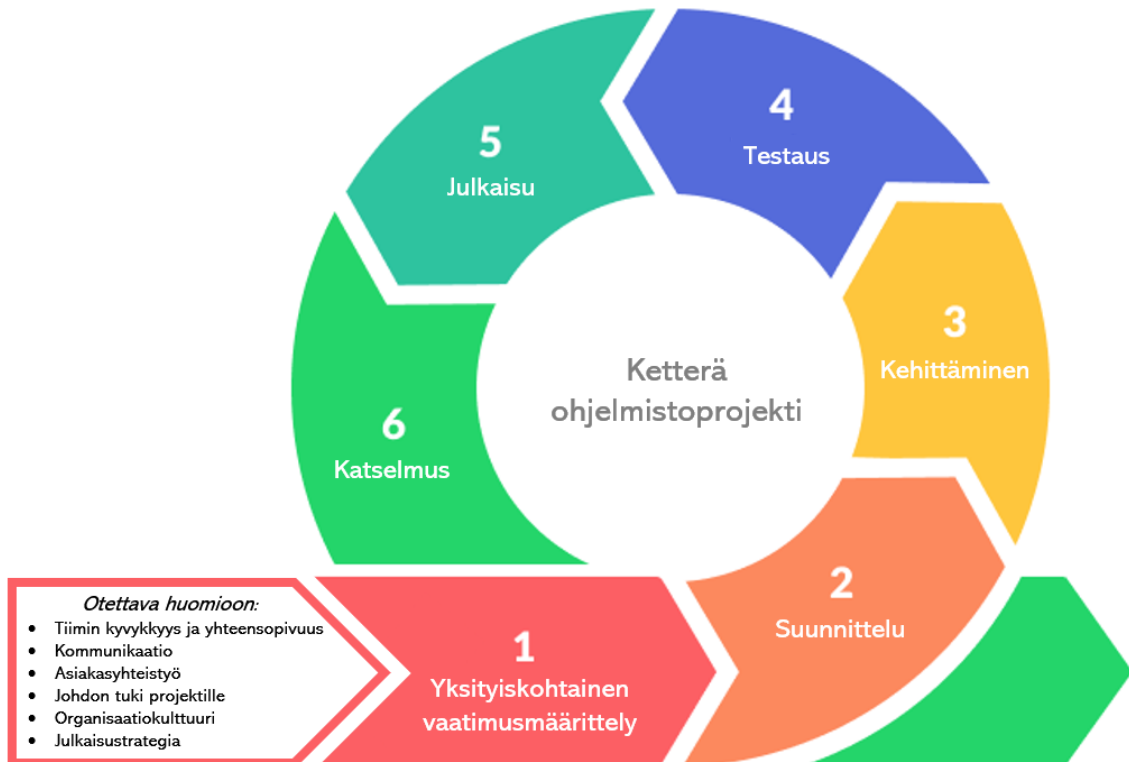 5
Julkaisu
4
Testaus
3
Kehittäminen
Ketterä
ohjelmistoprojekti
6
Katselmus
2
Suunnittelu
Otettava huomioon:
• Tiimin kyvykkyys ja yhteensopivuus
• Kommunikaatio
• Asiakasyhteistyö
• Johdon tuki projektille
• Organisaatiokulttuuri
• Julkaisustrategia
1
Yksityiskohtainen
vaatimusmäärittely